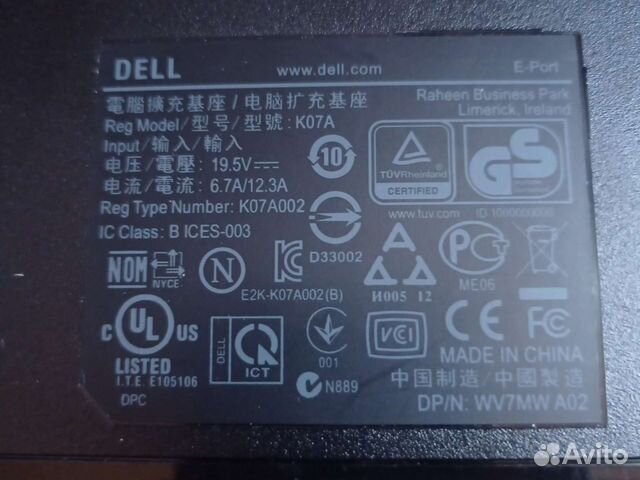 DELL www.dell.com E-Port
電腦擴充基座 / 电脑扩充基座
Raheen Business Park
Limerick, Ireland
Reg Model/型号/型號: K07A
Input/输入/輸入
电压/電壓: 19.5V
电流/電流: 6.7A/12.3A
Reg Type Number: K07A002
IC Class: B ICES-003
10
TÜVRheinland
CERTIFIED
www.tuv.com
GS
ID 1000000000
D33002
NOM
NYCE
N
E2K-K07A002(B)
И005 12
ME06
C UL US
LISTED
I.T.E. E105106
DPC
DELL
ICT
001
N889
VCI
CE FC
MADE IN CHINA
中国制造/中國製造
DP/N: WV7MW A02
Avito